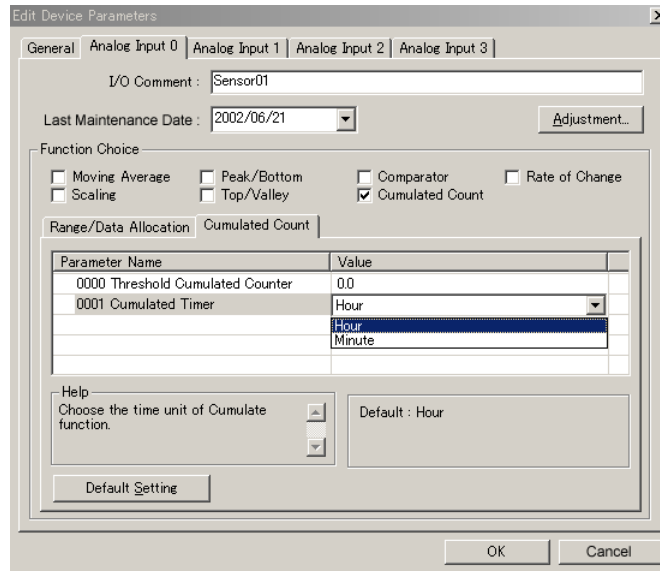 Edit Device Parameters
General Analog Input 0 Analog Input 1 Analog Input 2 Analog Input 3
I/O Comment : Sensor01
Last Maintenance Date : 2002/06/21 Adjustment...
Function Choice
Moving Average Peak/Bottom Comparator Rate of Change
Scaling Top/Valley Cumulated Count
Range/Data Allocation Cumulated Count
Parameter Name Value
0000 Threshold Cumulated Counter 0.0
0001 Cumulated Timer Hour
Hour
Minute
Help
Choose the time unit of Cumulate Default : Hour
function.
Default Setting
OK Cancel